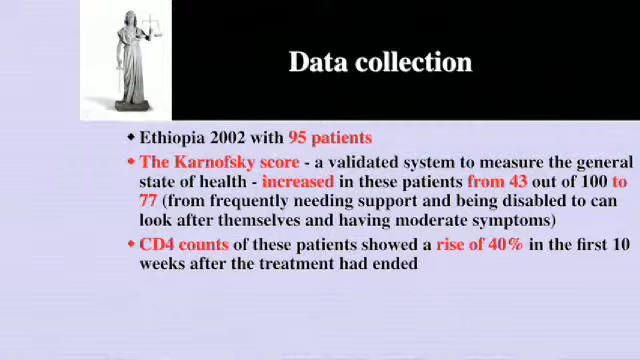 Data collection
Ethiopia 2002 with 95 patients
The Karnofsky score - a validated system to measure the general
state of health - increased in these patients from 43 out of 100 to
77 (from frequently needing support and being disabled to can
look after themselves and having moderate symptoms)
CD4 counts of these patients showed a rise of 40% in the first 10
weeks after the treatment had ended